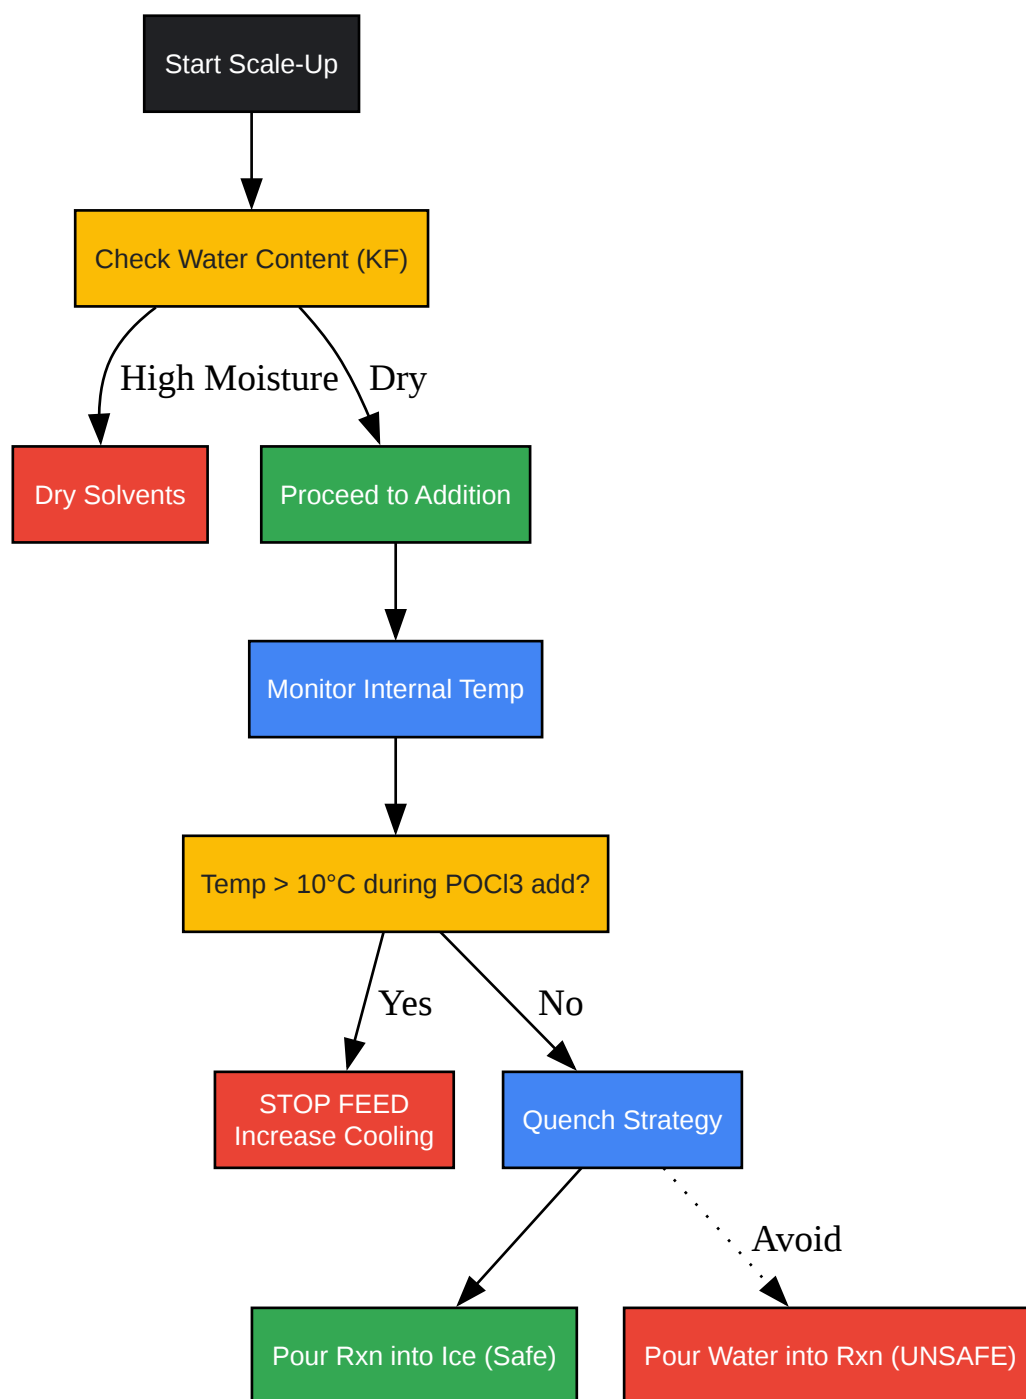 Start Scale-Up
Check Water Content (KF)
High Moisture
Dry
Dry Solvents
Proceed to Addition
Monitor Internal Temp
Temp > 10°C during POCl3 add?
Yes
No
STOP FEED
Increase Cooling
Quench Strategy
Avoid
Pour Rxn into Ice (Safe)
Pour Water into Rxn (UNSAFE)